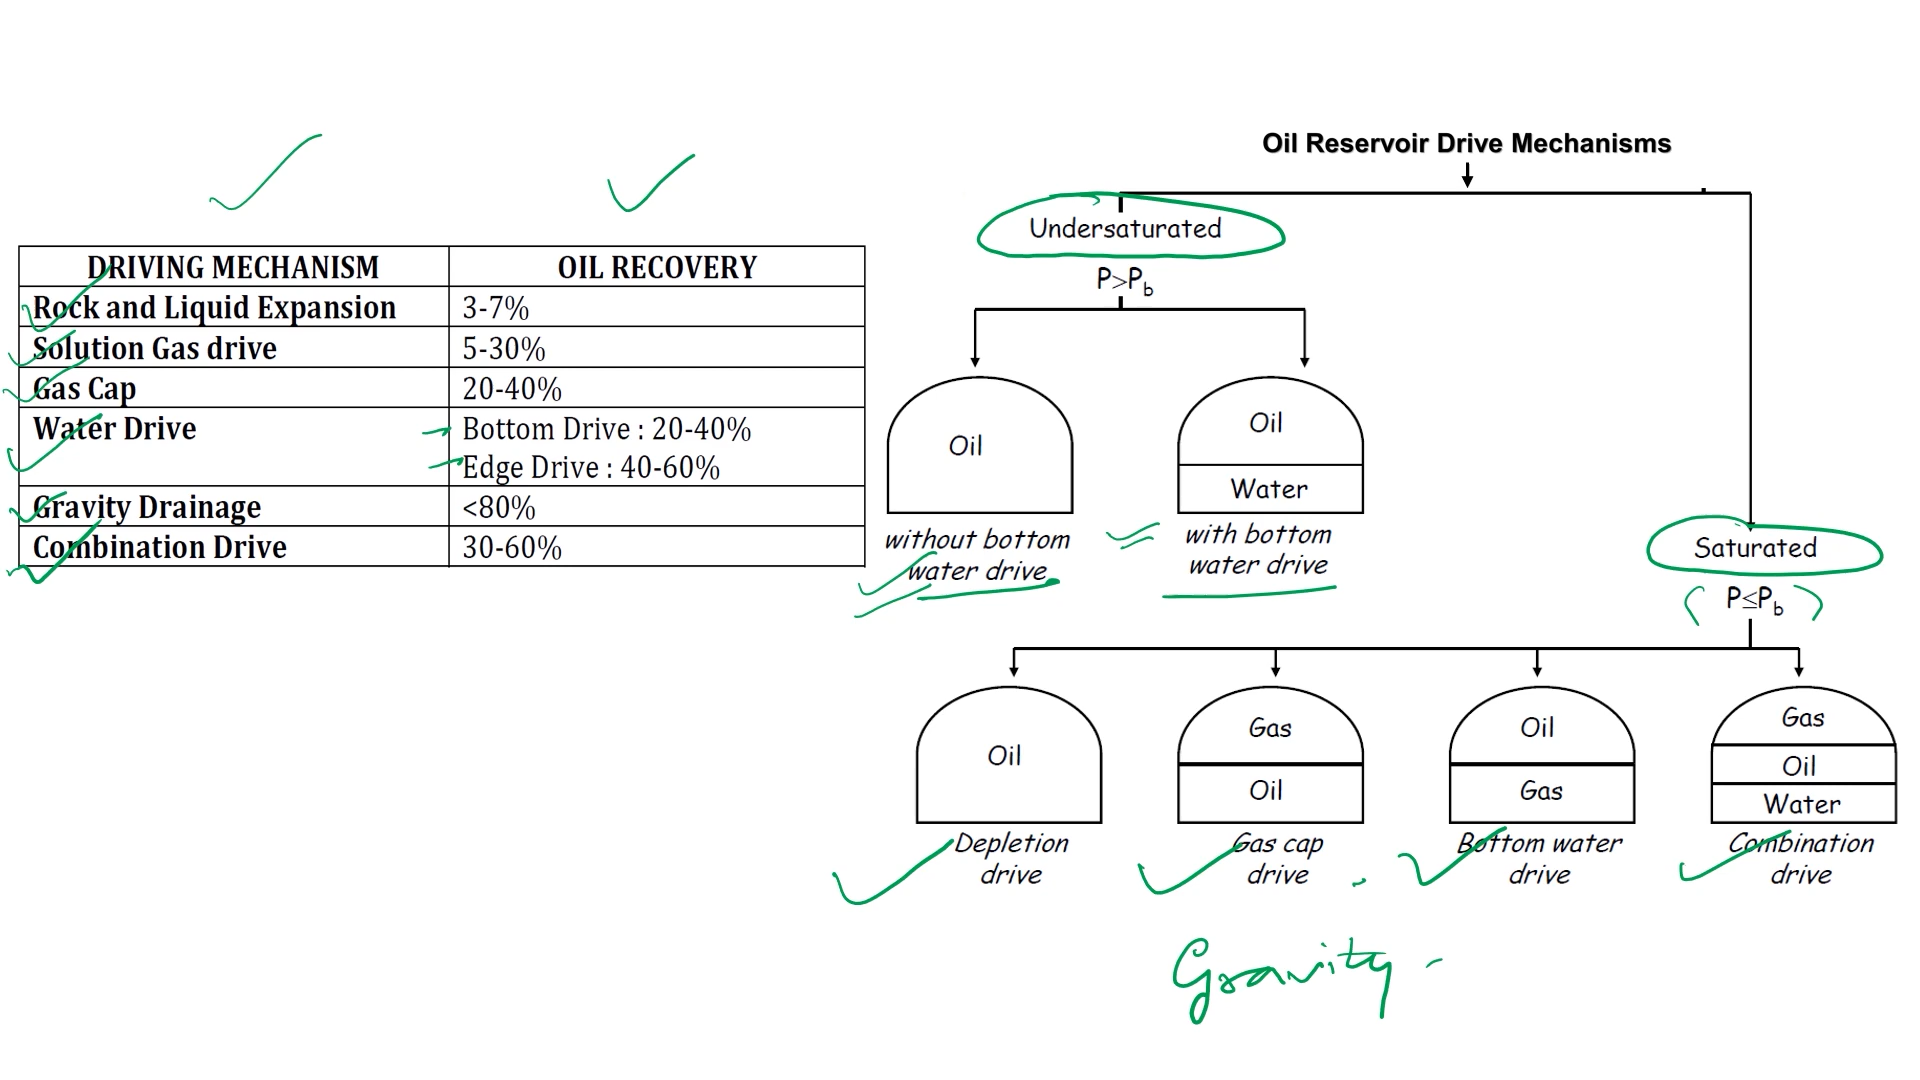 DRIVING MECHANISM OIL RECOVERY
Rock and Liquid Expansion 3-7%
Solution Gas drive 5-30%
Gas Cap 20-40%
Water Drive Bottom Drive : 20-40%
Edge Drive : 40-60%
Gravity Drainage <80%
Combination Drive 30-60%
Oil Reservoir Drive Mechanisms
Undersaturated
P>Pb
Oil
without bottom
water drive
Oil
Water
with bottom
water drive
Saturated
P≤Pb
Oil
Depletion
drive
Gas
Oil
Gas cap
drive
Oil
Gas
Bottom water
drive
Gas
Oil
Water
Combination
drive
Gravity -